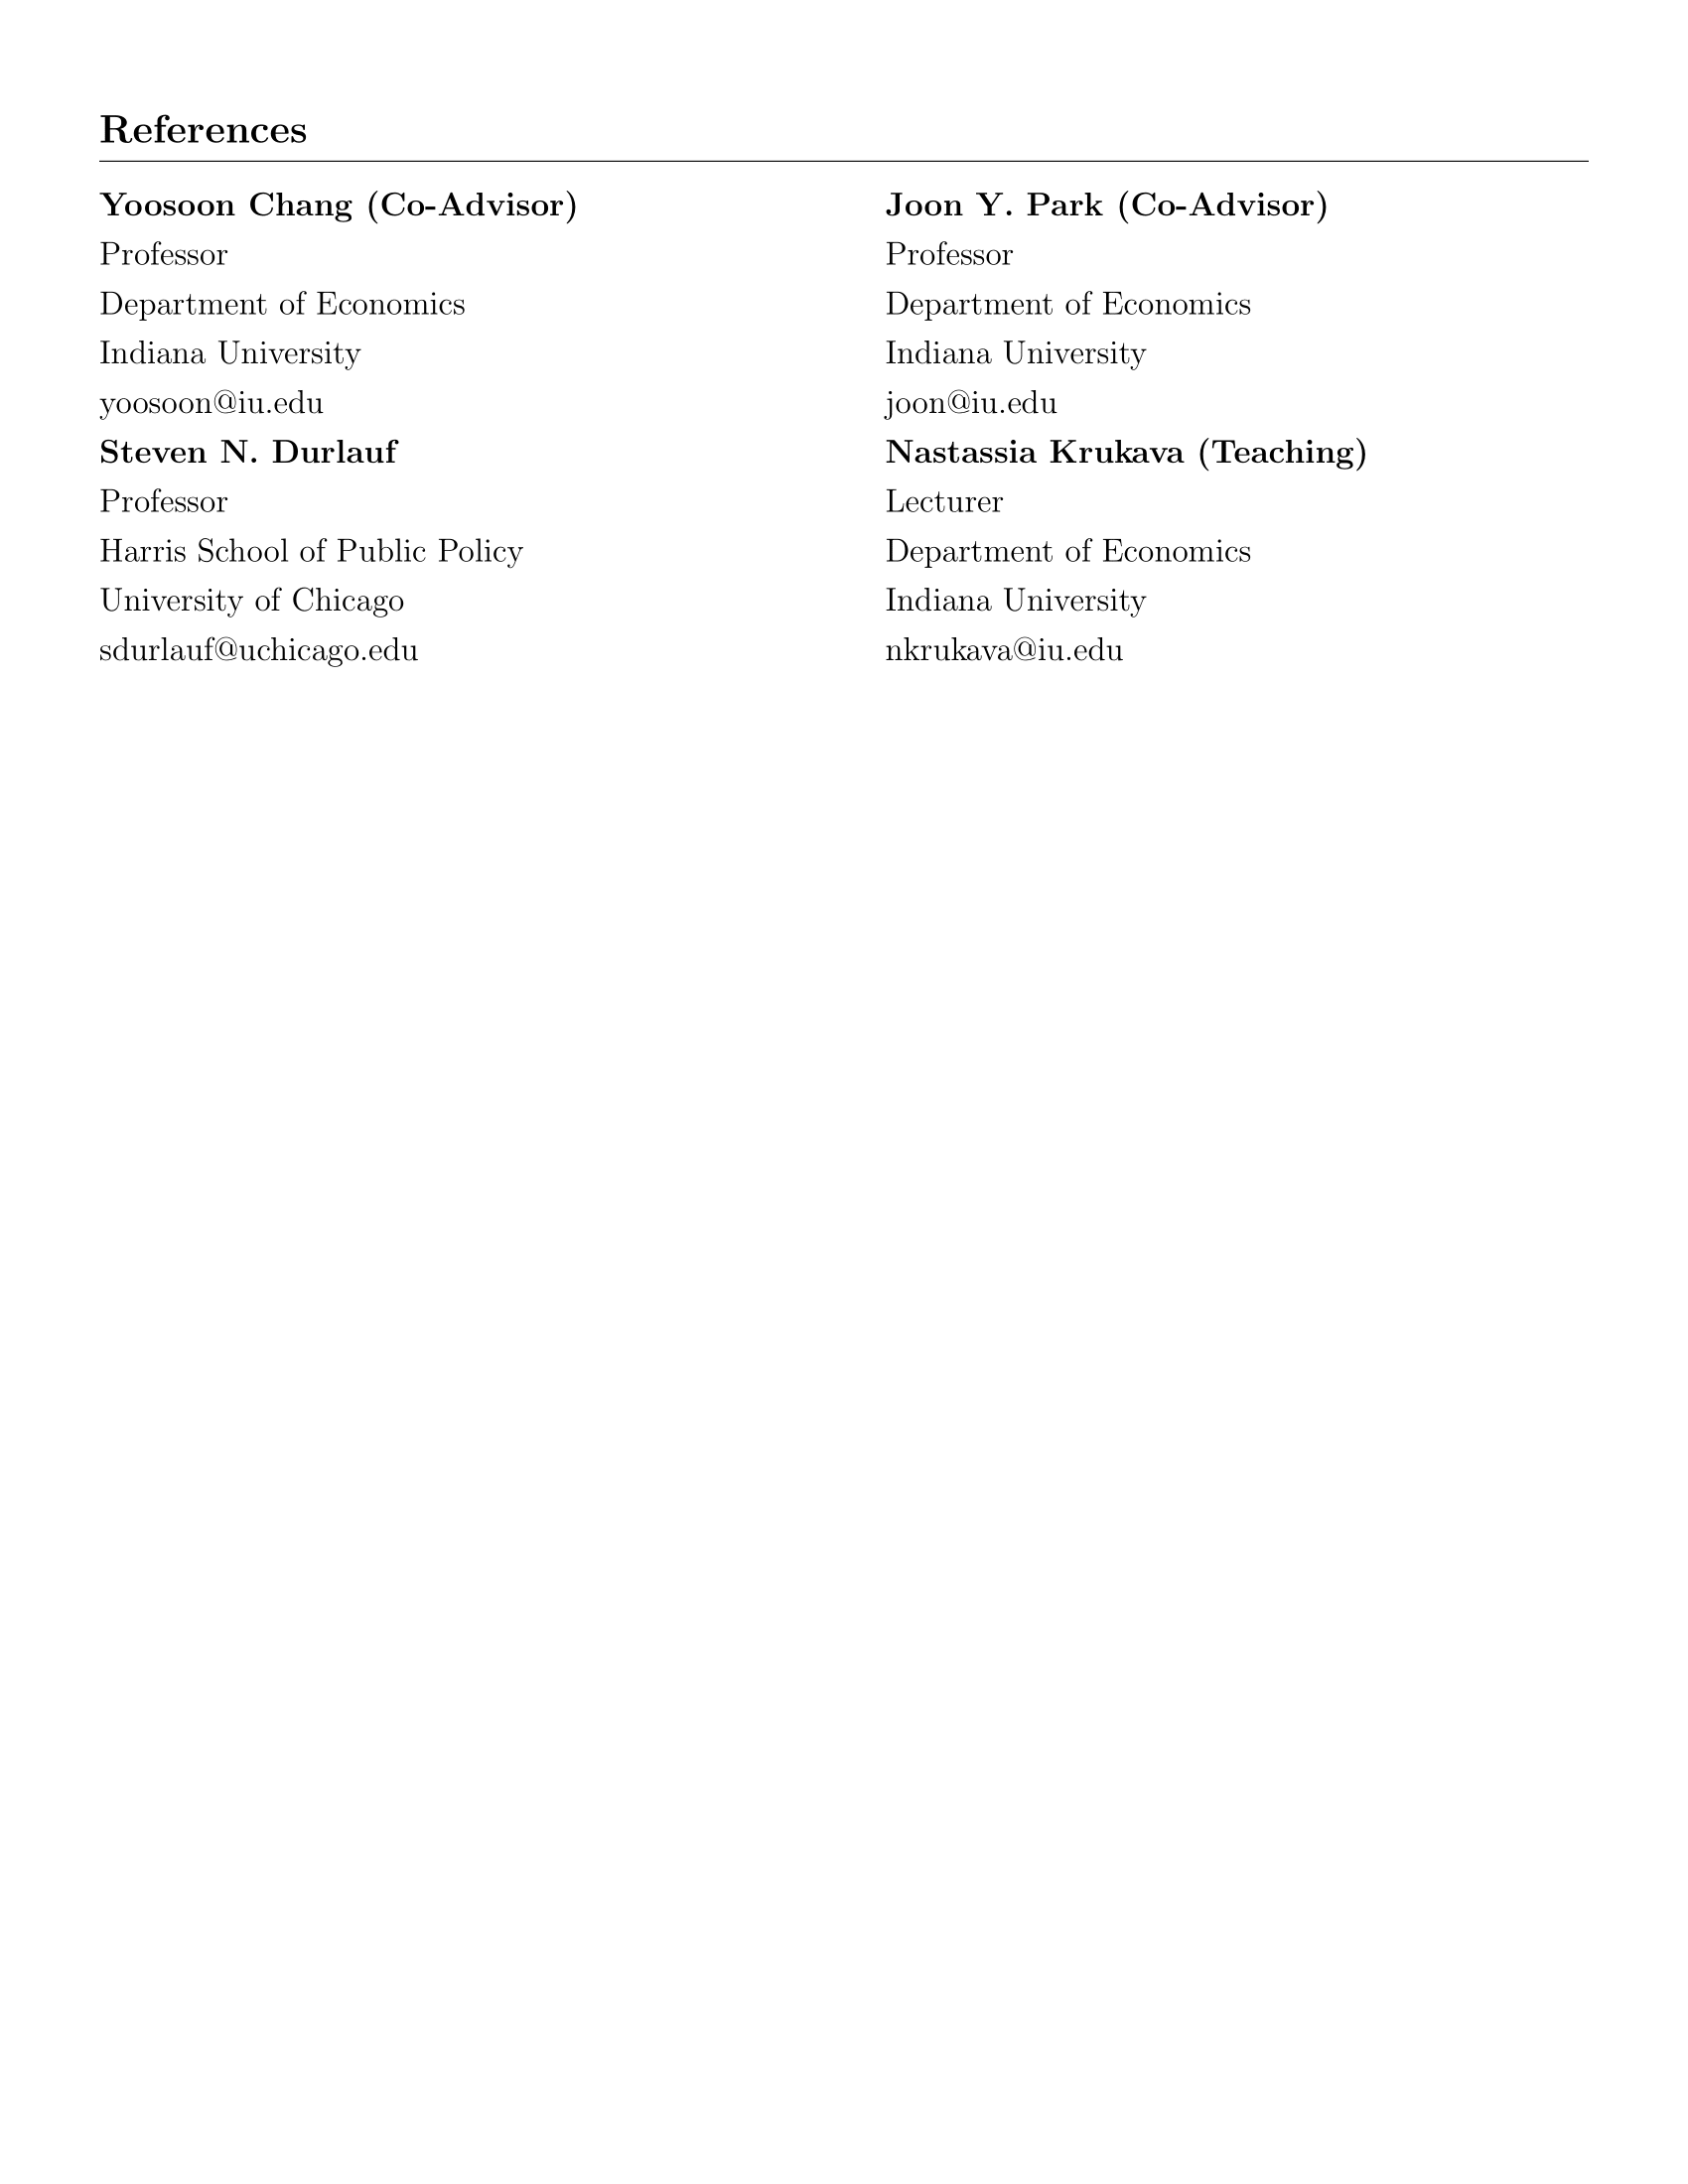 References
Yoosoon Chang (Co-Advisor)
Professor
Department of Economics
Indiana University
yoosoon@iu.edu
Joon Y. Park (Co-Advisor)
Professor
Department of Economics
Indiana University
joon@iu.edu
Steven N. Durlauf
Professor
Harris School of Public Policy
University of Chicago
sdurlauf@uchicago.edu
Nastassia Krukava (Teaching)
Lecturer
Department of Economics
Indiana University
nkrukava@iu.edu